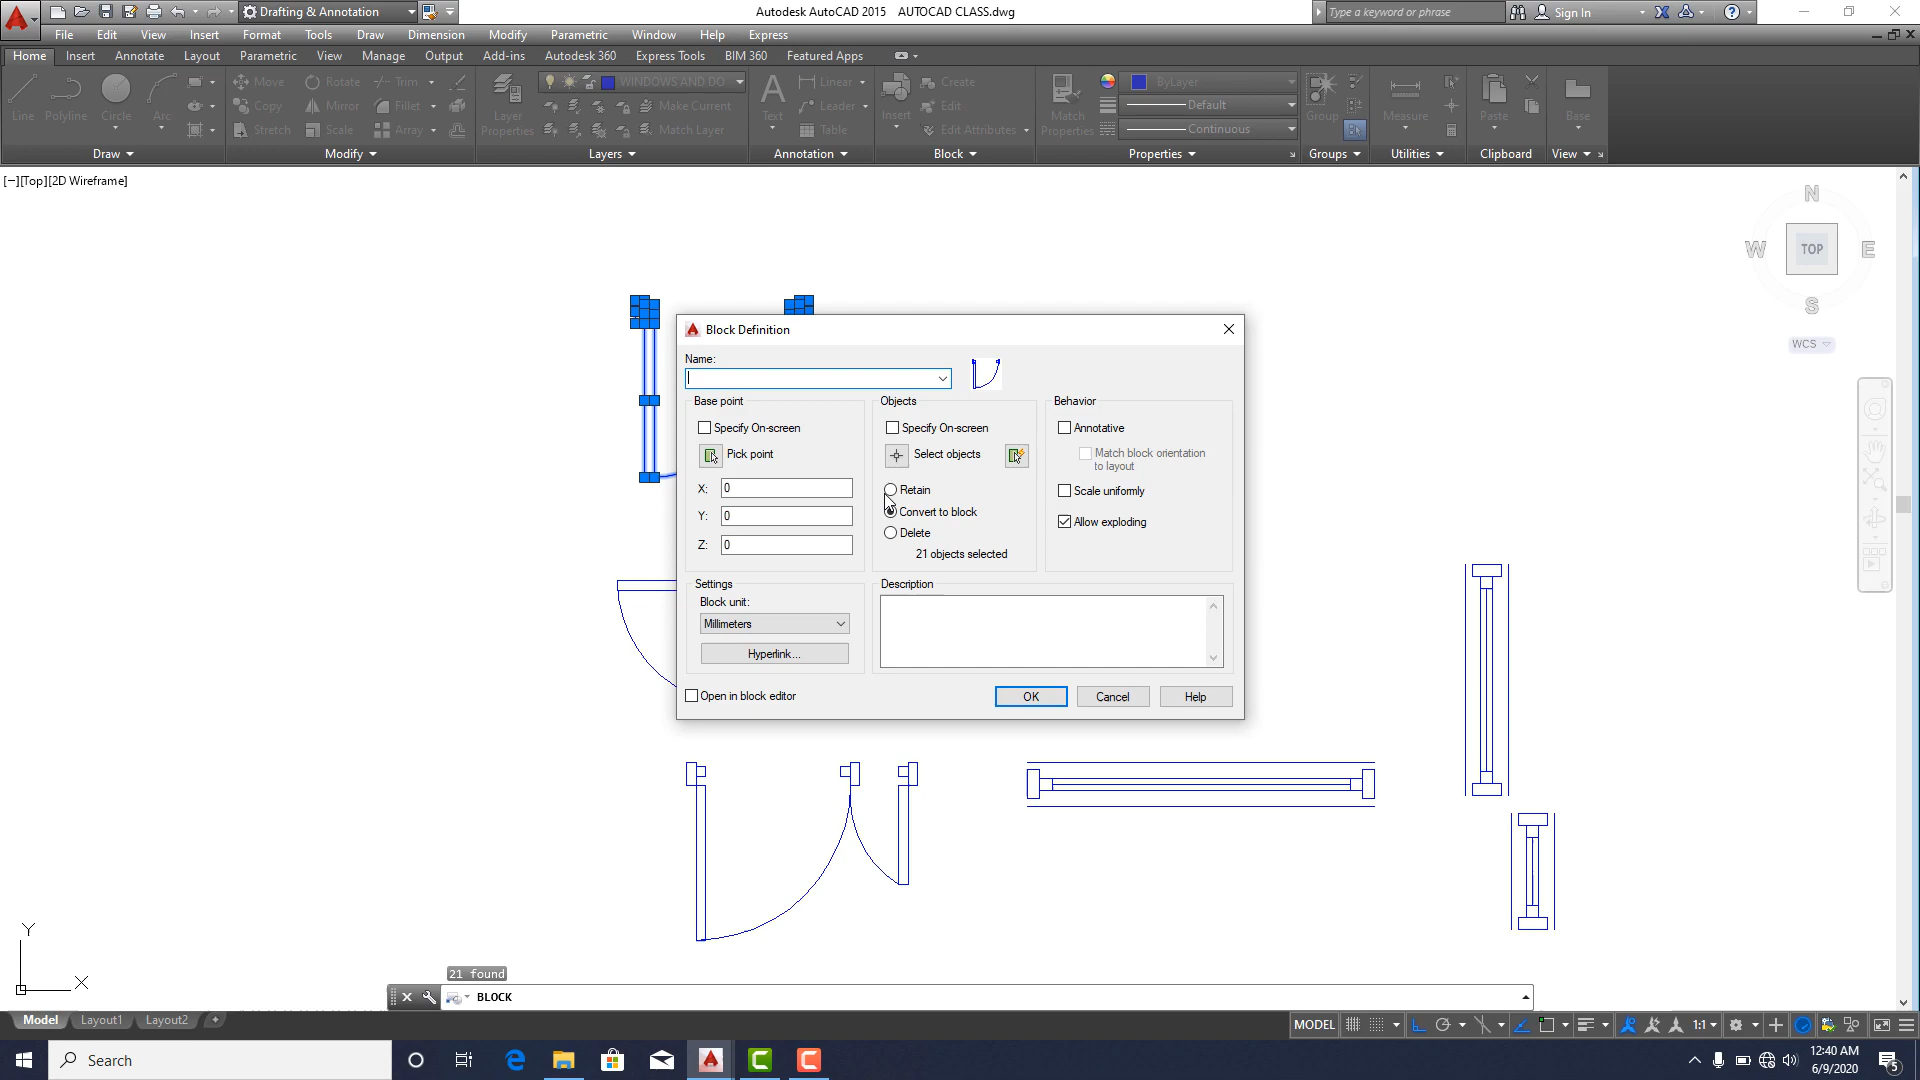 Drafting & Annotation
Autodesk AutoCAD 2015 AUTOCAD CLASS.dwg
Type a keyword or phrase
Sign In
File Edit View Insert Format Tools Draw Dimension Modify Parametric Window Help Express
Home Insert Annotate Layout Parametric View Manage Output Add-ins Autodesk 360 Express Tools BIM 360 Featured Apps
Line Polyline Circle Arc
Move Rotate Trim
Copy Mirror Fillet
Stretch Scale Array
Layer Properties
WINDOWS AND DO
Make Current
Match Layer
Text
Linear
Leader
Table
Insert
Create
Edit
Edit Attributes
Match Properties
ByLayer
Default
Continuous
Group
Measure
Paste
Base
Draw Modify Layers Annotation Block Properties Groups Utilities Clipboard View
[−][Top][2D Wireframe]
N
W TOP E
S
WCS
Block Definition
Name:
Base point
Specify On-screen
Pick point
X: 0
Y: 0
Z: 0
Objects
Specify On-screen
Select objects
Retain
Convert to block
Delete
21 objects selected
Behavior
Annotative
Match block orientation
to layout
Scale uniformly
Allow exploding
Settings
Block unit:
Millimeters
Hyperlink...
Description
Open in block editor
OK Cancel Help
Y
X
21 found
BLOCK
Model Layout1 Layout2 +
MODEL
1:1
Search
12:40 AM
6/9/2020
5